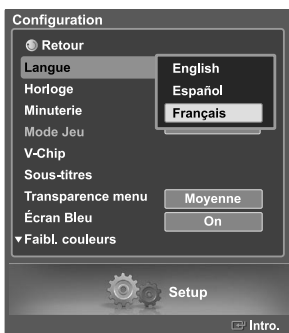 Configuration
Retour
Langue
English
Horloge
Español
Minuterie
Français
Mode Jeu
V-Chip
Sous-titres
Transparence menu Moyenne
Écran Bleu On
Faibl. couleurs
Setup
Intro.